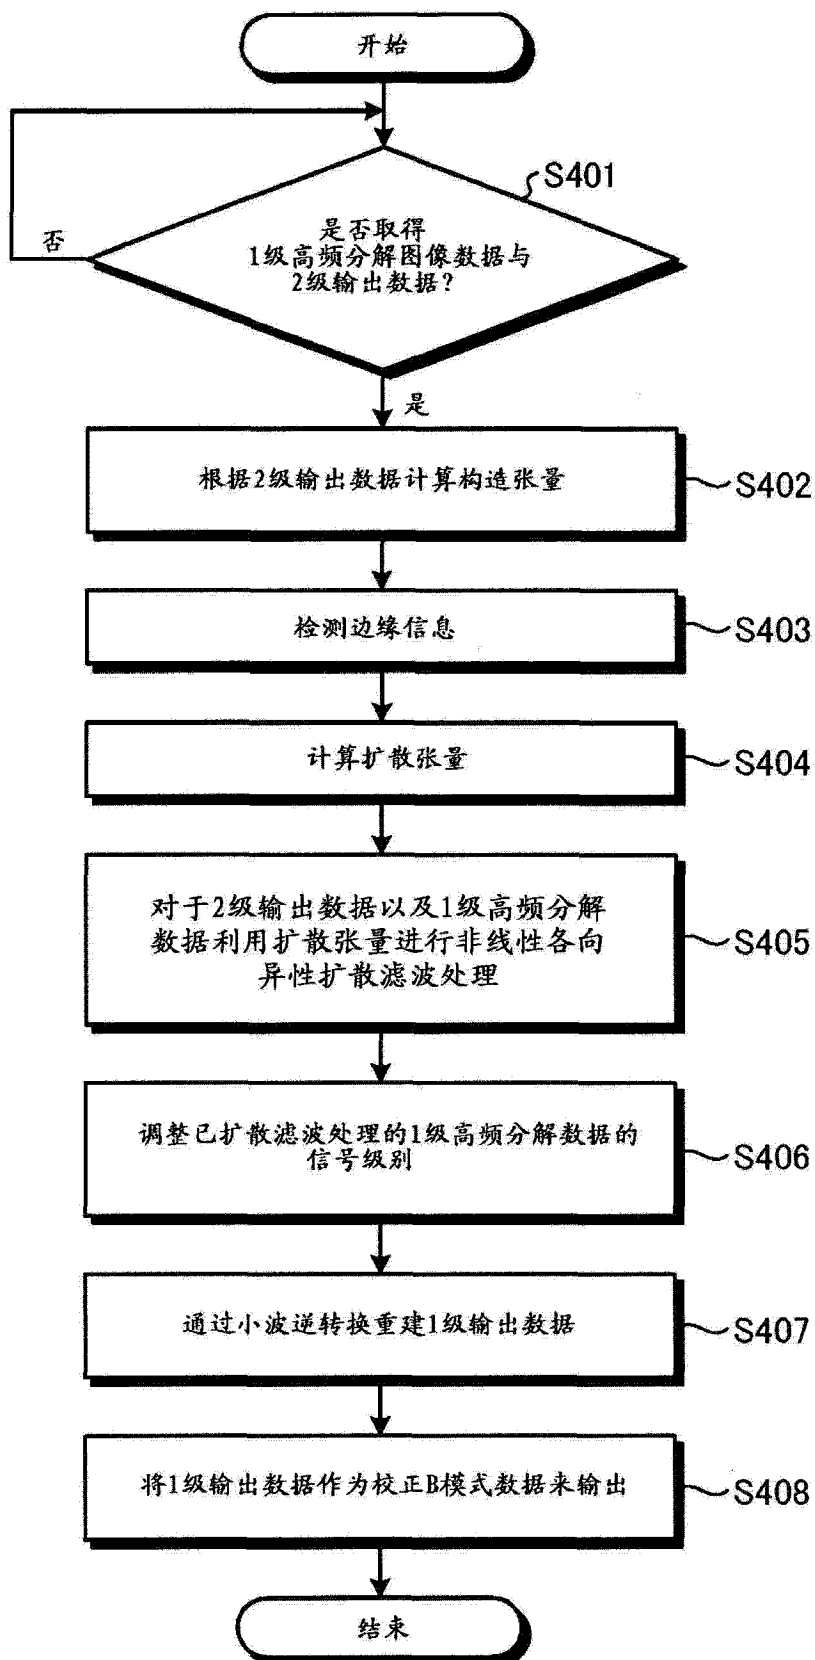 开始
S401
是否取得
1级高频分解图像数据与
2级输出数据?
否
是
根据2级输出数据计算构造张量
S402
检测边缘信息
S403
计算扩散张量
S404
对于2级输出数据以及1级高频分解
数据利用扩散张量进行非线性各向
异性扩散滤波处理
S405
调整已扩散滤波处理的1级高频分解数据的
信号级别
S406
通过小波逆转换重建1级输出数据
S407
将1级输出数据作为校正B模式数据来输出
S408
结束